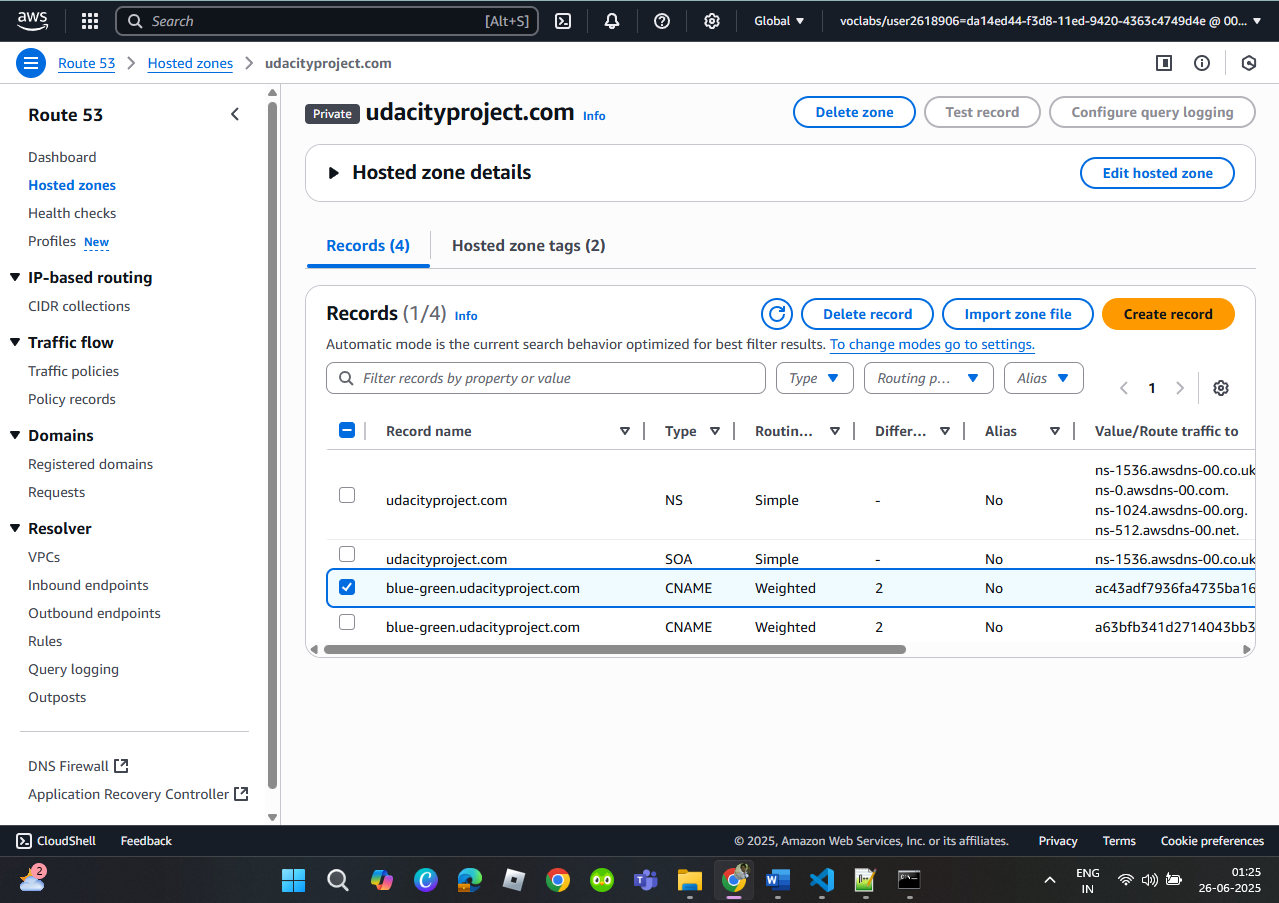 aws
Search [Alt+S] Global voclabs/user2618906=da14ed44-f3d8-11ed-9420-4363c4749d4e @ 00...
Route 53 Hosted zones udacityproject.com
Route 53
Dashboard
Hosted zones
Health checks
Profiles New
IP-based routing
CIDR collections
Traffic flow
Traffic policies
Policy records
Domains
Registered domains
Requests
Resolver
VPCs
Inbound endpoints
Outbound endpoints
Rules
Query logging
Outposts
DNS Firewall
Application Recovery Controller
Private udacityproject.com Info Delete zone Test record Configure query logging
Hosted zone details Edit hosted zone
Records (4) Hosted zone tags (2)
Records (1/4) Info Delete record Import zone file Create record
Automatic mode is the current search behavior optimized for best filter results. To change modes go to settings.
Filter records by property or value Type Routing p... Alias 1
Record name Type Routin... Differ... Alias Value/Route traffic to
ns-1536.awsdns-00.co.uk
ns-0.awsdns-00.com.
udacityproject.com NS Simple - No
ns-1024.awsdns-00.org.
ns-512.awsdns-00.net.
udacityproject.com SOA Simple - No ns-1536.awsdns-00.co.uk
blue-green.udacityproject.com CNAME Weighted 2 No ac43adf7936fa4735ba16
blue-green.udacityproject.com CNAME Weighted 2 No a63bfb341d2714043bb3
CloudShell Feedback © 2025, Amazon Web Services, Inc. or its affiliates. Privacy Terms Cookie preferences
2
ENG
IN
01:25
26-06-2025